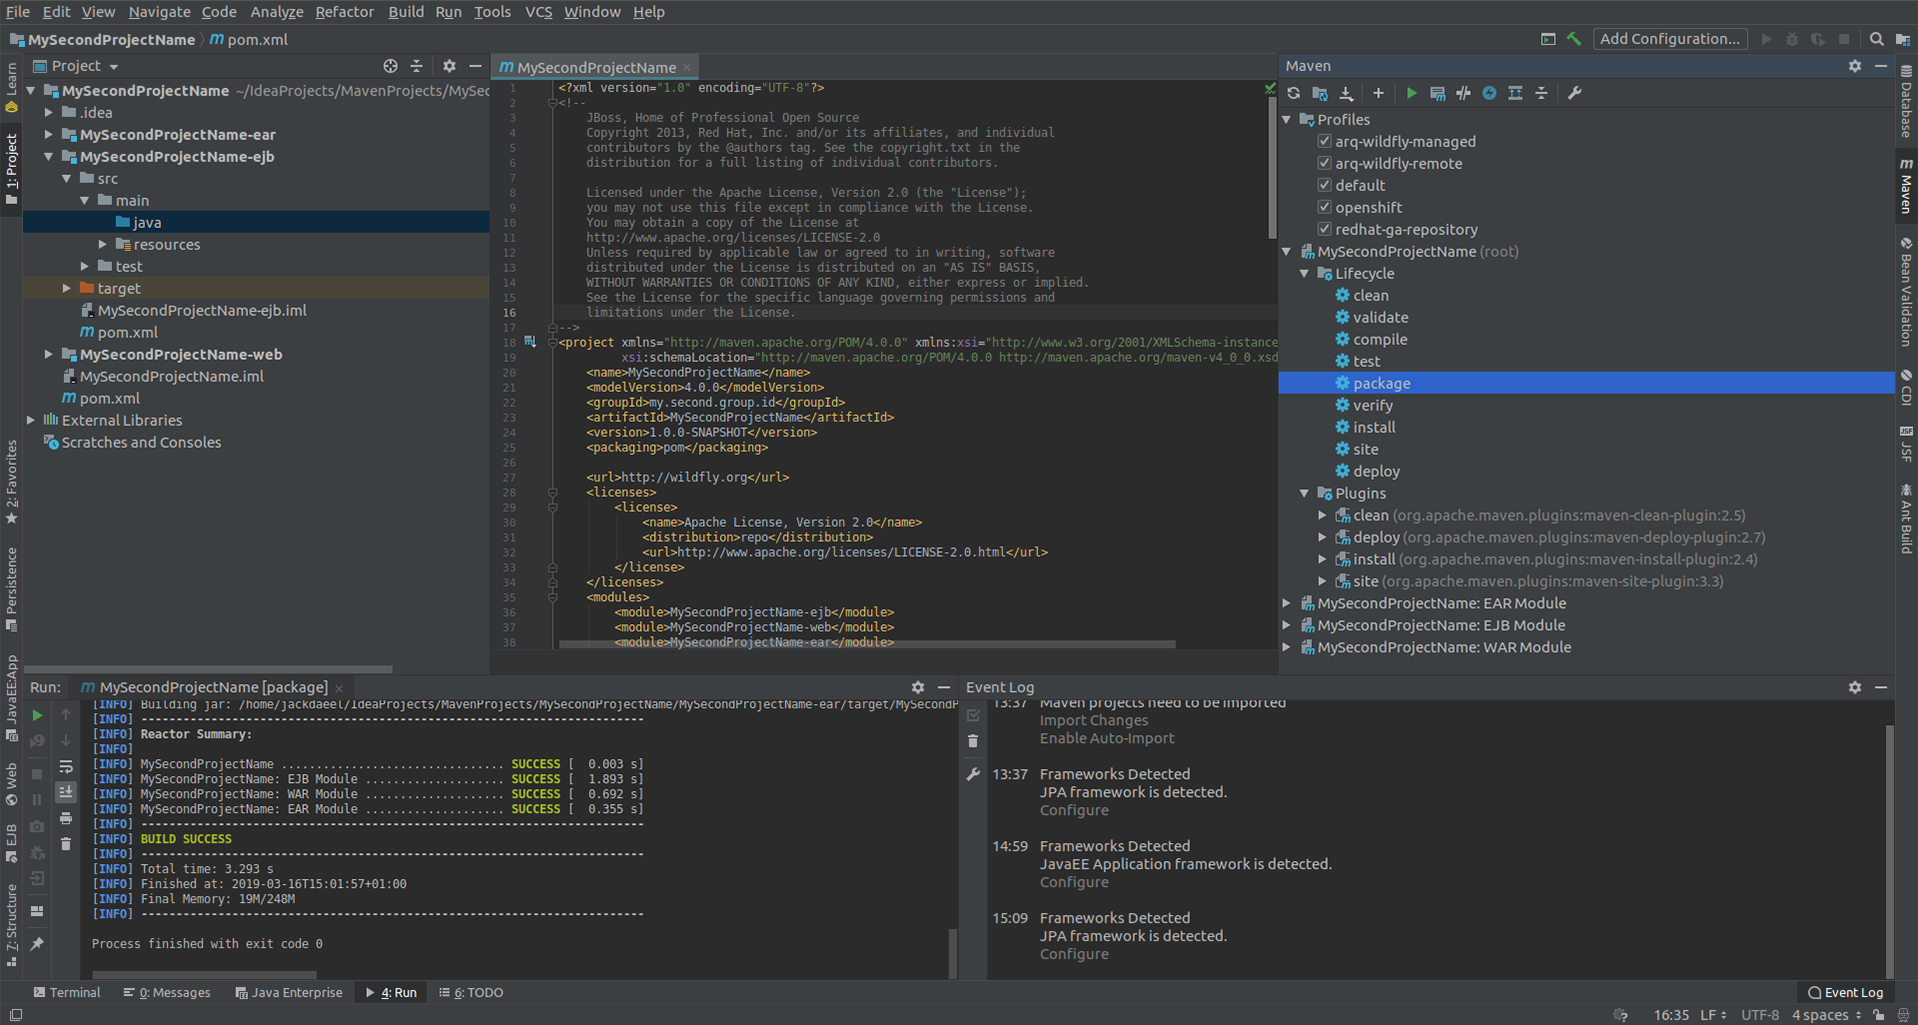 File Edit View Navigate Code Analyze Refactor Build Run Tools VCS Window Help
MySecondProjectName pom.xml
Add Configuration...
Learn
1: Project
2: Favorites
Persistence
JavaEE:App
Web
EJB
7: Structure
Project
MySecondProjectName ~/IdeaProjects/MavenProjects/MySec
.idea
MySecondProjectName-ear
MySecondProjectName-ejb
src
main
java
resources
test
target
MySecondProjectName-ejb.iml
pom.xml
MySecondProjectName-web
MySecondProjectName.iml
pom.xml
External Libraries
Scratches and Consoles
MySecondProjectName
1 <?xml version="1.0" encoding="UTF-8"?>
2 <!--
3 JBoss, Home of Professional Open Source
4 Copyright 2013, Red Hat, Inc. and/or its affiliates, and individual
5 contributors by the @authors tag. See the copyright.txt in the
6 distribution for a full listing of individual contributors.
7
8 Licensed under the Apache License, Version 2.0 (the "License");
9 you may not use this file except in compliance with the License.
10 You may obtain a copy of the License at
11 http://www.apache.org/licenses/LICENSE-2.0
12 Unless required by applicable law or agreed to in writing, software
13 distributed under the License is distributed on an "AS IS" BASIS,
14 WITHOUT WARRANTIES OR CONDITIONS OF ANY KIND, either express or implied.
15 See the License for the specific language governing permissions and
16 limitations under the License.
17 -->
18 <project xmlns="http://maven.apache.org/POM/4.0.0" xmlns:xsi="http://www.w3.org/2001/XMLSchema-instance
19 xsi:schemaLocation="http://maven.apache.org/POM/4.0.0 http://maven.apache.org/maven-v4_0_0.xsd
20 <name>MySecondProjectName</name>
21 <modelVersion>4.0.0</modelVersion>
22 <groupId>my.second.group.id</groupId>
23 <artifactId>MySecondProjectName</artifactId>
24 <version>1.0.0-SNAPSHOT</version>
25 <packaging>pom</packaging>
26
27 <url>http://wildfly.org</url>
28 <licenses>
29 <license>
30 <name>Apache License, Version 2.0</name>
31 <distribution>repo</distribution>
32 <url>http://www.apache.org/licenses/LICENSE-2.0.html</url>
33 </license>
34 </licenses>
35 <modules>
36 <module>MySecondProjectName-ejb</module>
37 <module>MySecondProjectName-web</module>
38 <module>MySecondProjectName-ear</module>
Maven
Profiles
arq-wildfly-managed
arq-wildfly-remote
default
openshift
redhat-ga-repository
MySecondProjectName (root)
Lifecycle
clean
validate
compile
test
package
verify
install
site
deploy
Plugins
clean (org.apache.maven.plugins:maven-clean-plugin:2.5)
deploy (org.apache.maven.plugins:maven-deploy-plugin:2.7)
install (org.apache.maven.plugins:maven-install-plugin:2.4)
site (org.apache.maven.plugins:maven-site-plugin:3.3)
MySecondProjectName: EAR Module
MySecondProjectName: EJB Module
MySecondProjectName: WAR Module
Database
Maven
Bean Validation
CDI
JSF
Ant Build
Run: MySecondProjectName [package]
[INFO] Building jar: /home/jackdaeel/IdeaProjects/MavenProjects/MySecondProjectName/MySecondProjectName-ear/target/MySecondP
[INFO] ------------------------------------------------------------------------
[INFO] Reactor Summary:
[INFO]
[INFO] MySecondProjectName ................................ SUCCESS [  0.003 s]
[INFO] MySecondProjectName: EJB Module .................... SUCCESS [  1.893 s]
[INFO] MySecondProjectName: WAR Module .................... SUCCESS [  0.692 s]
[INFO] MySecondProjectName: EAR Module .................... SUCCESS [  0.355 s]
[INFO] ------------------------------------------------------------------------
[INFO] BUILD SUCCESS
[INFO] ------------------------------------------------------------------------
[INFO] Total time: 3.293 s
[INFO] Finished at: 2019-03-16T15:01:57+01:00
[INFO] Final Memory: 19M/248M
[INFO] ------------------------------------------------------------------------
Process finished with exit code 0
Event Log
13:37 Maven projects need to be imported
Import Changes
Enable Auto-Import
13:37 Frameworks Detected
JPA framework is detected.
Configure
14:59 Frameworks Detected
JavaEE Application framework is detected.
Configure
15:09 Frameworks Detected
JPA framework is detected.
Configure
Terminal 0: Messages Java Enterprise 4: Run 6: TODO Event Log
16:35 LF UTF-8 4 spaces